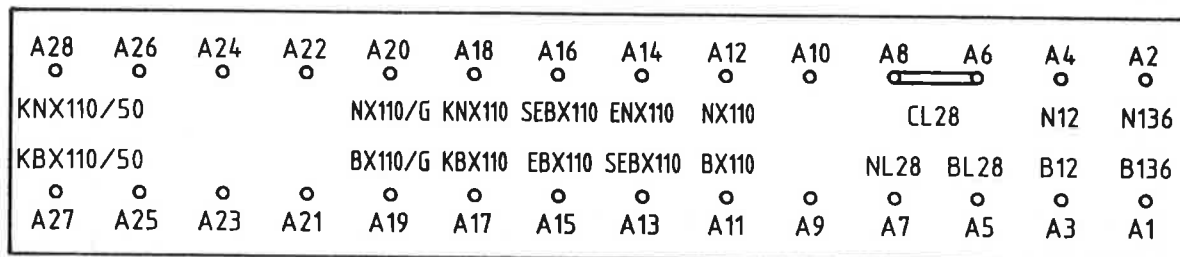 A28 A26 A24 A22 A20 A18 A16 A14 A12 A10 A8 A6 A4 A2
KNX110/50 NX110/G KNX110 SEBX110 ENX110 NX110 CL28 N12 N136
KBX110/50 BX110/G KBX110 EBX110 SEBX110 BX110 NL28 BL28 B12 B136
A27 A25 A23 A21 A19 A17 A15 A13 A11 A9 A7 A5 A3 A1